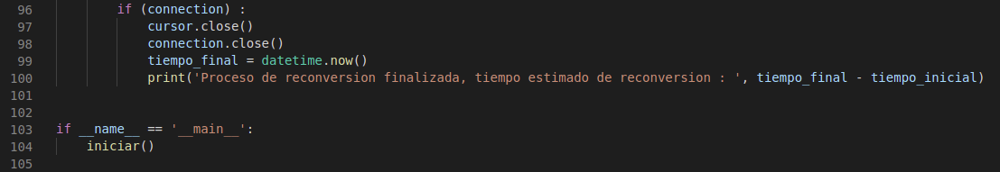 96 if (connection) :
97 cursor.close()
98 connection.close()
99 tiempo_final = datetime.now()
100 print('Proceso de reconversion finalizada, tiempo estimado de reconversion : ', tiempo_final - tiempo_inicial)
101
102
103 if __name__ == '__main__':
104 iniciar()
105